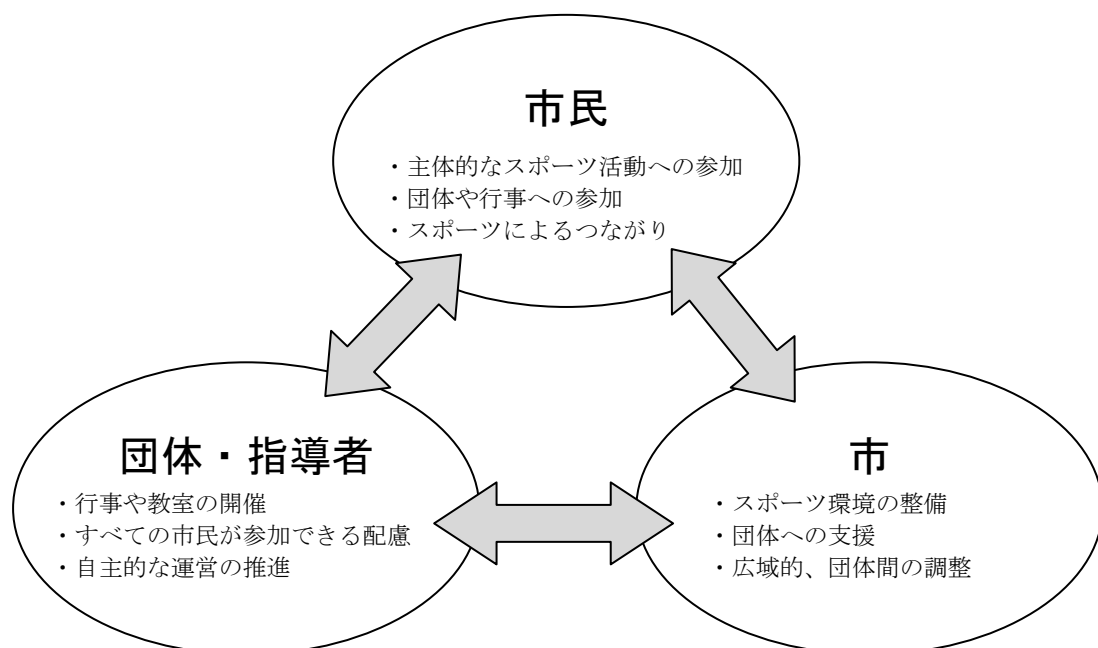 市民
・主体的なスポーツ活動への参加
・団体や行事への参加
・スポーツによるつながり
団体・指導者
・行事や教室の開催
・すべての市民が参加できる配慮
・自主的な運営の推進
市
・スポーツ環境の整備
・団体への支援
・広域的、団体間の調整